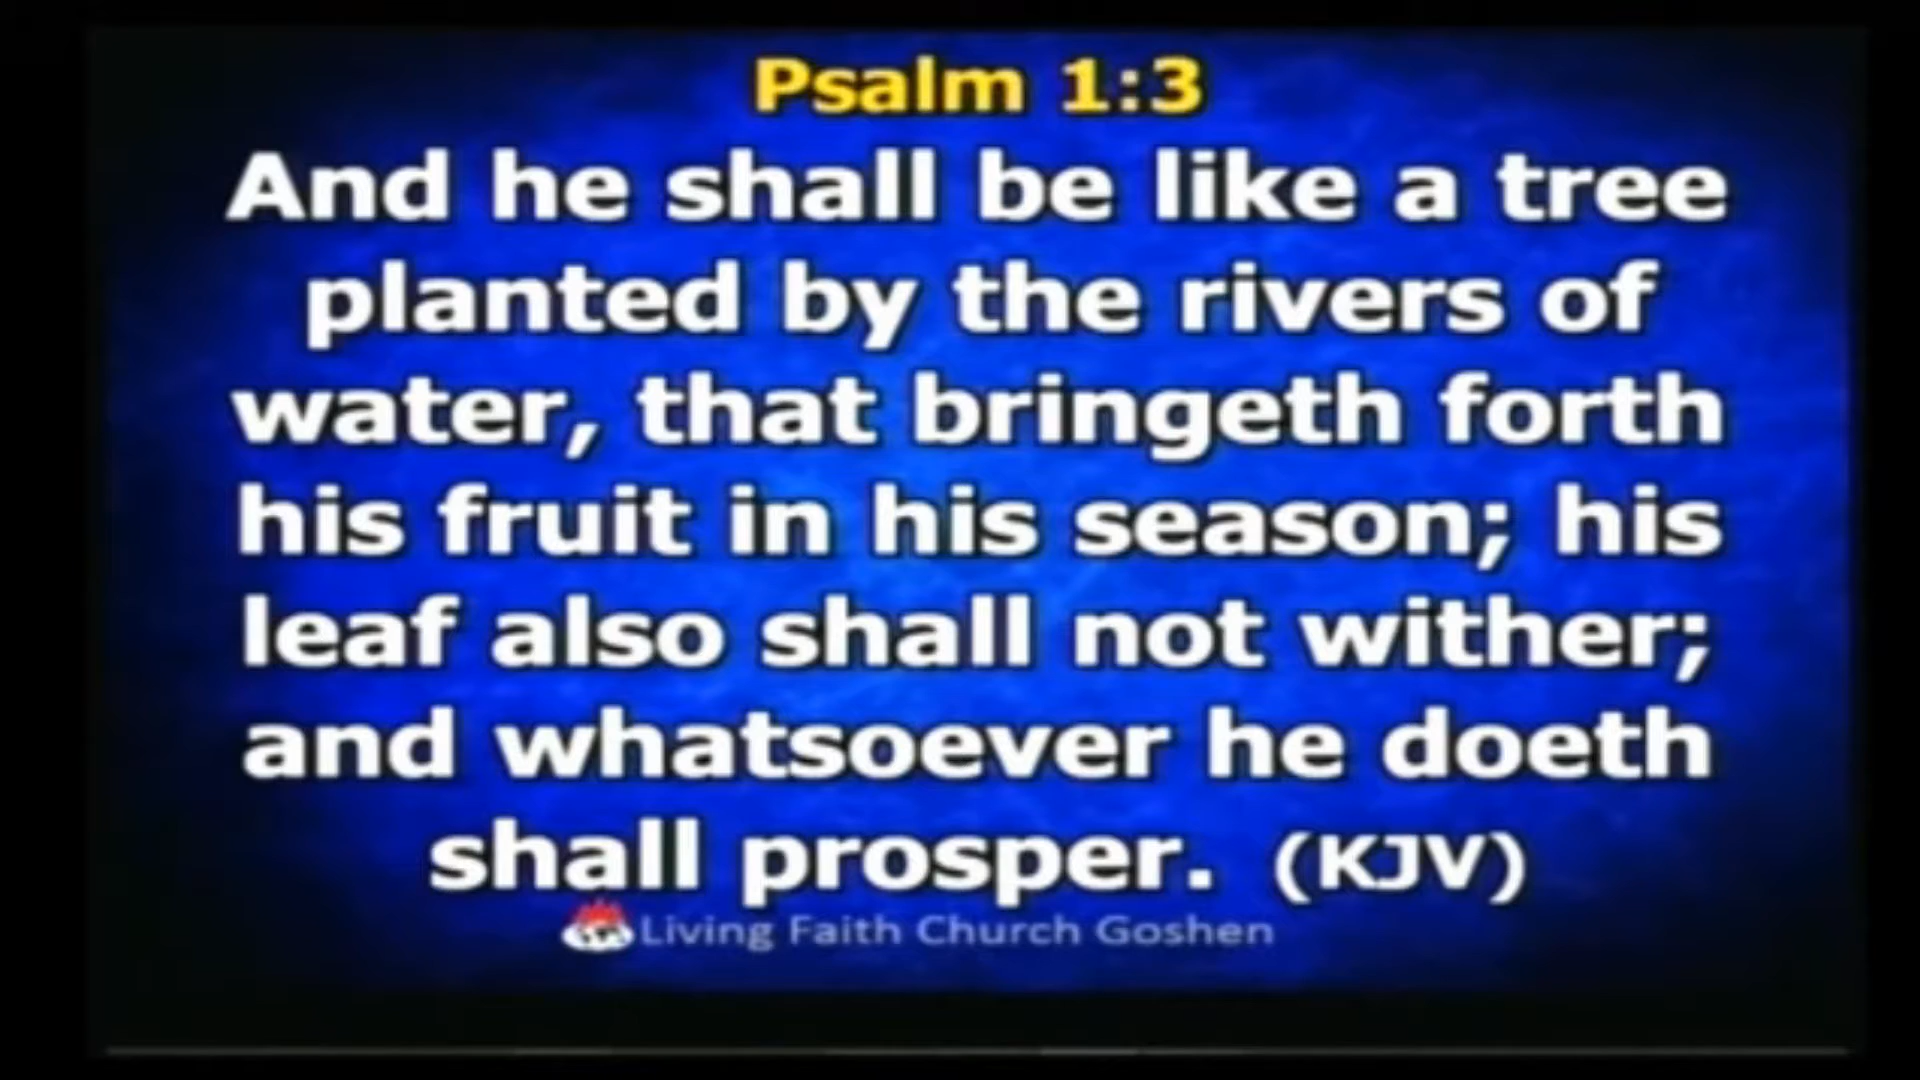 Psalm 1:3
And he shall be like a tree
planted by the rivers of
water, that bringeth forth
his fruit in his season; his
leaf also shall not wither;
and whatsoever he doeth
shall prosper. (KJV)
Living Faith Church Goshen